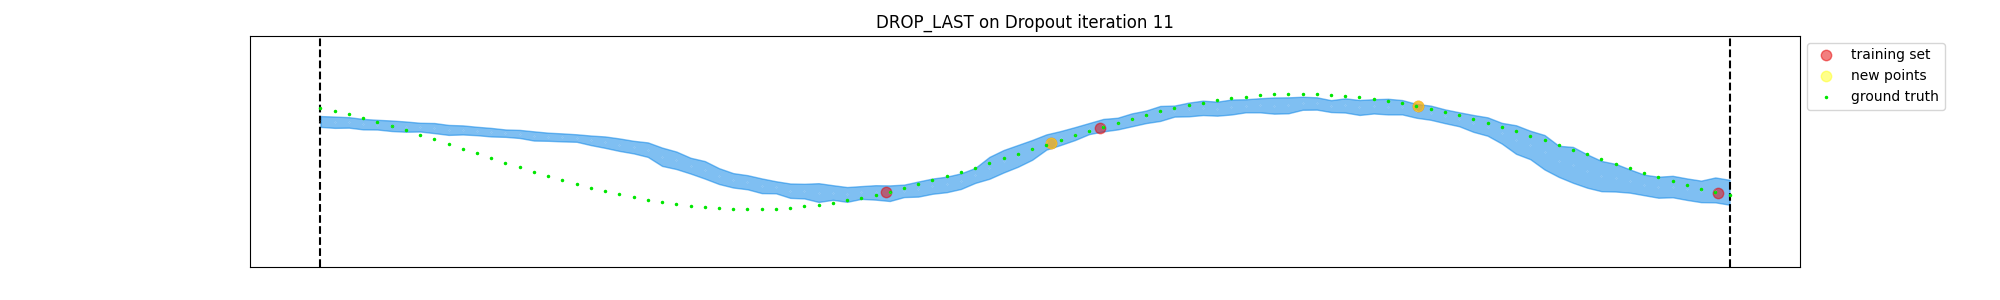 DROP_LAST on Dropout iteration 11
training set
new points
ground truth